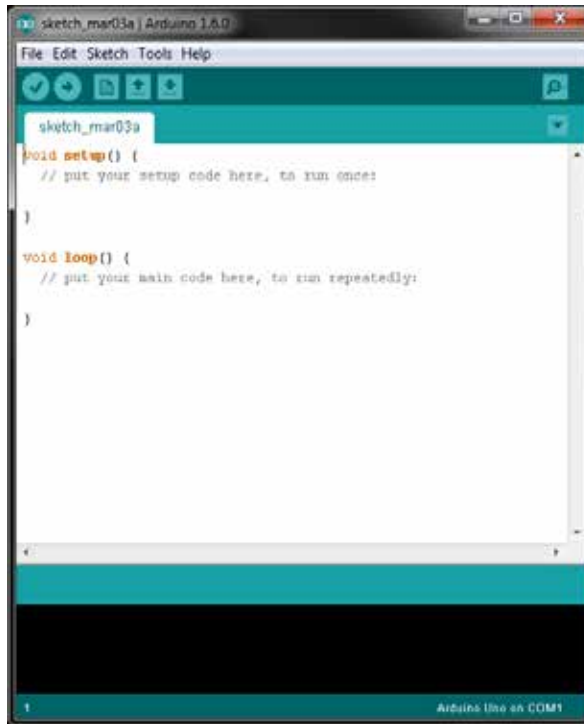 sketch_mar03a | Arduino 1.6.0
File Edit Sketch Tools Help
sketch_mar03a
void setup() {
// put your setup code here, to run once:
}
void loop() {
// put your main code here, to run repeatedly:
}
1
Arduino Uno on COM1